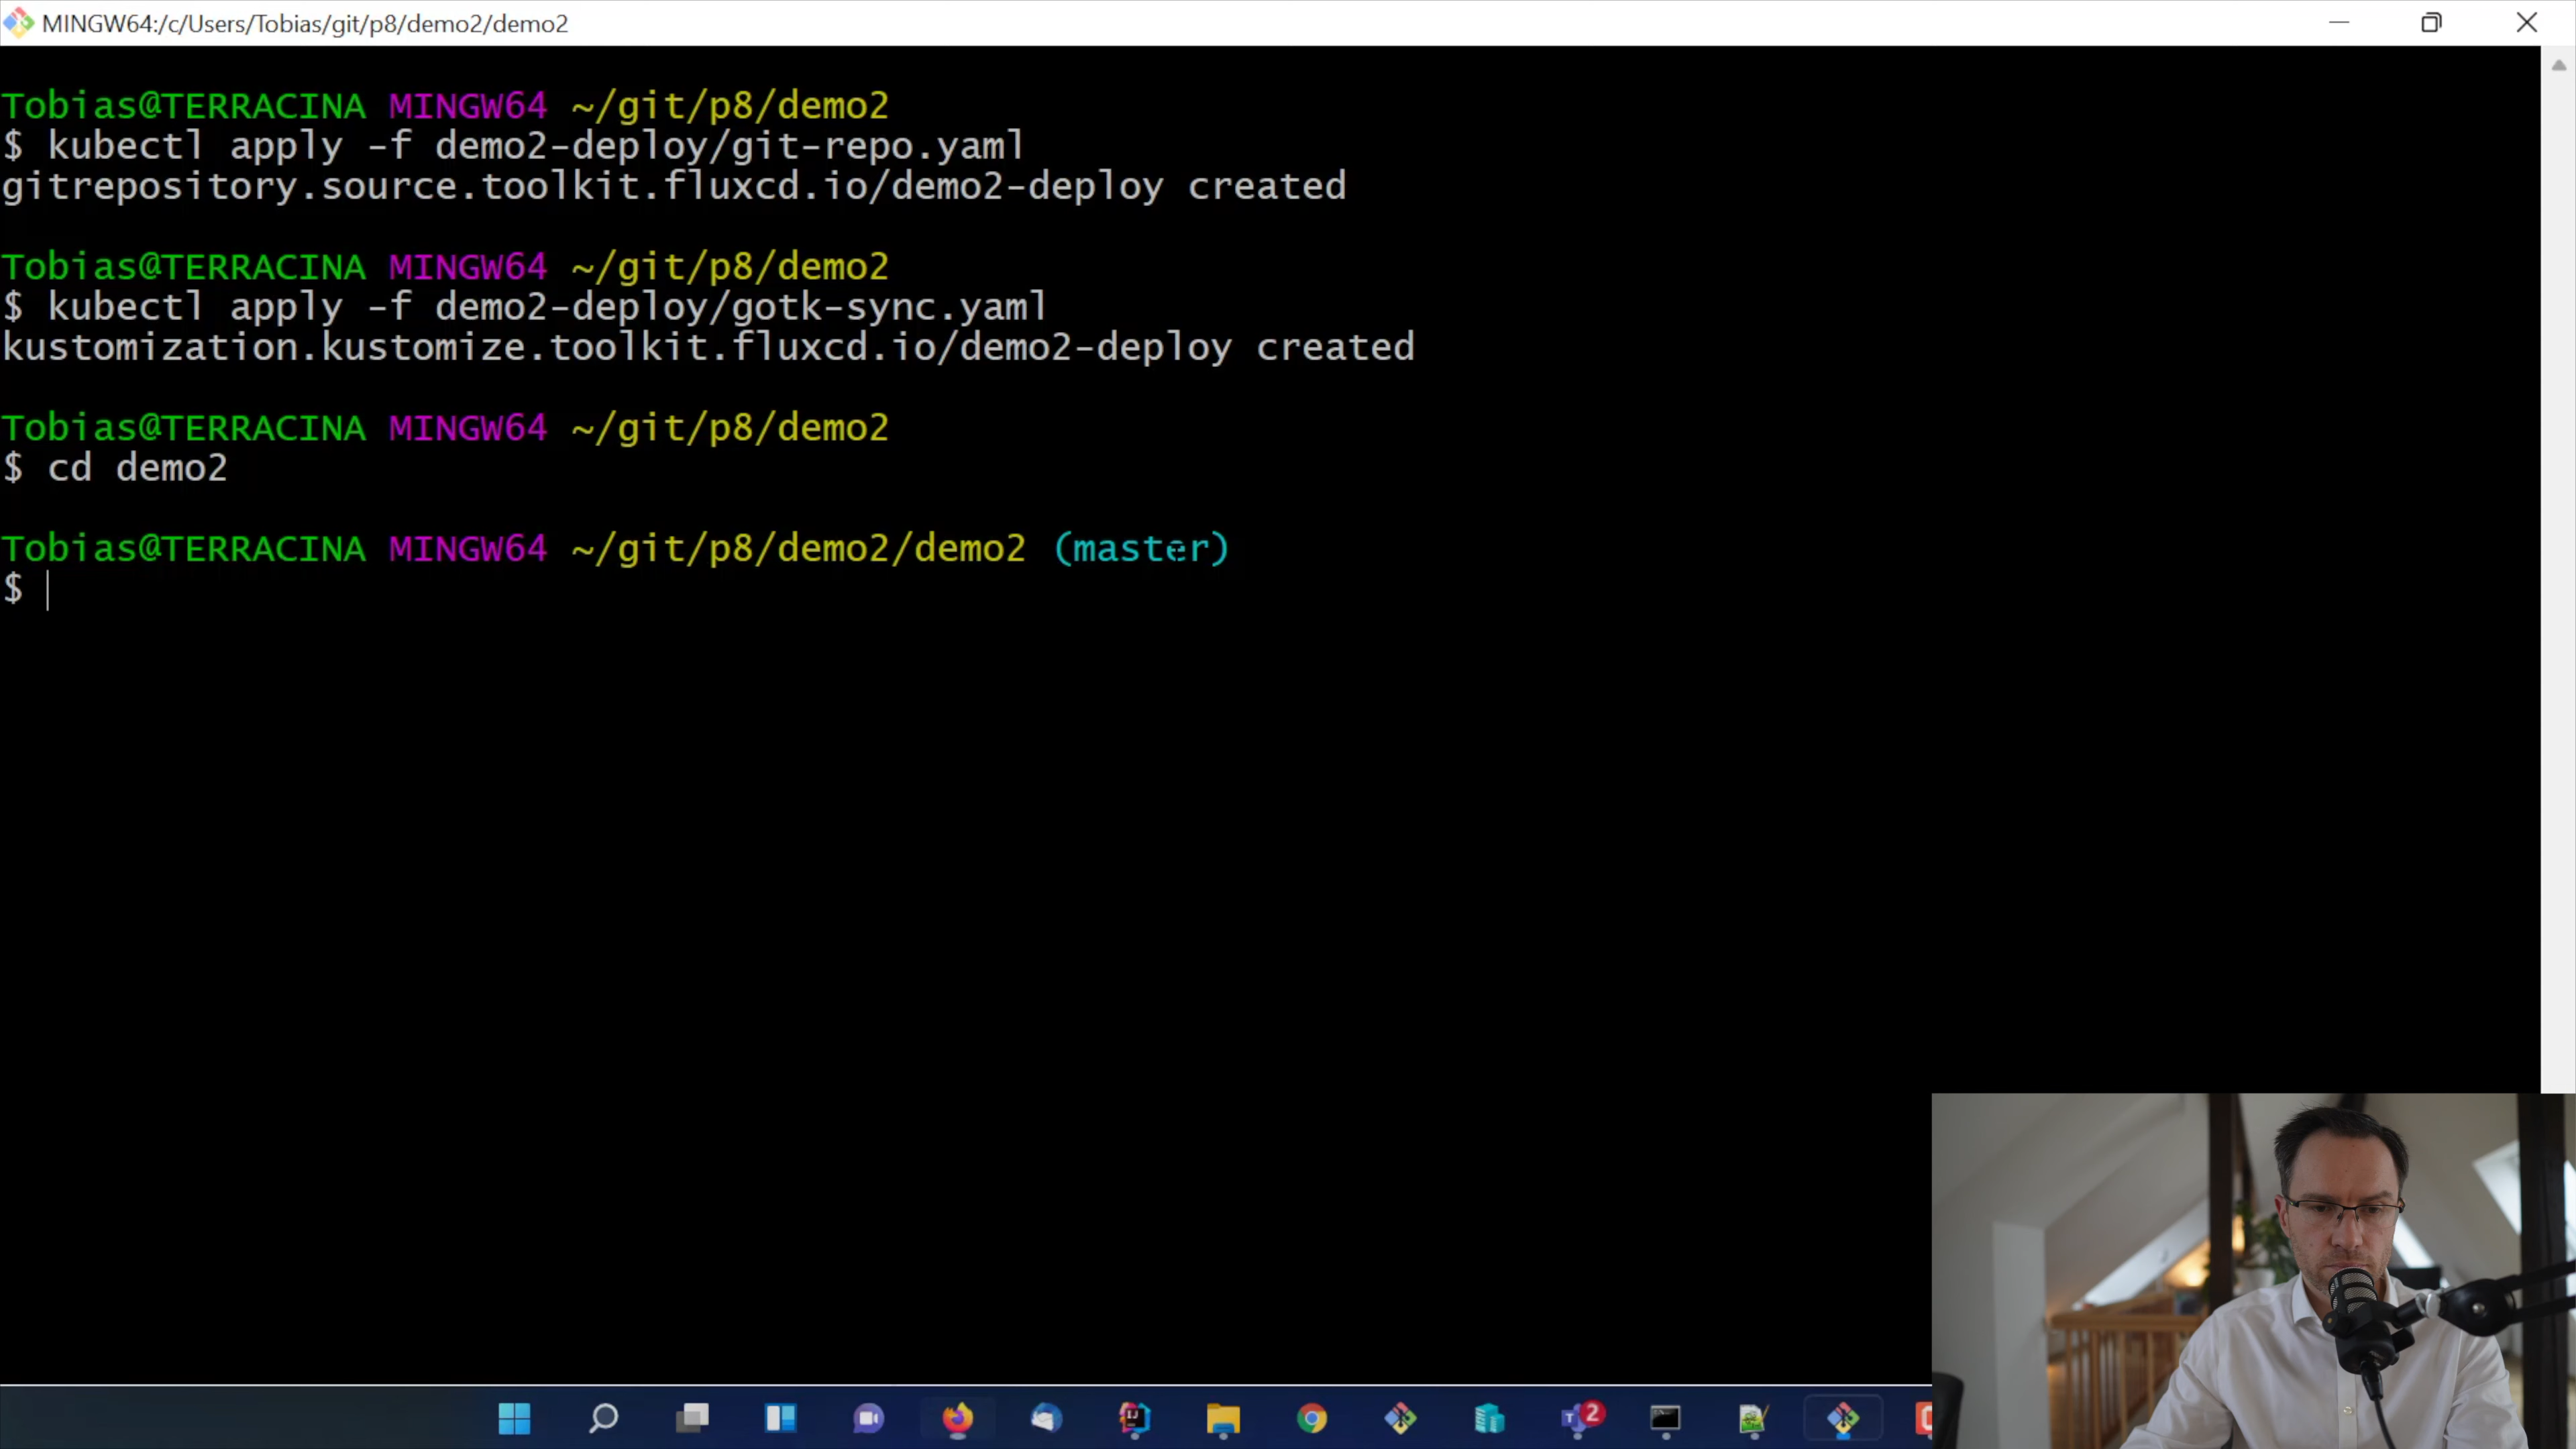 MINGW64:/c/Users/Tobias/git/p8/demo2/demo2
Tobias@TERRACINA MINGW64 ~/git/p8/demo2
$ kubectl apply -f demo2-deploy/git-repo.yaml
gitrepository.source.toolkit.fluxcd.io/demo2-deploy created
Tobias@TERRACINA MINGW64 ~/git/p8/demo2
$ kubectl apply -f demo2-deploy/gotk-sync.yaml
kustomization.kustomize.toolkit.fluxcd.io/demo2-deploy created
Tobias@TERRACINA MINGW64 ~/git/p8/demo2
$ cd demo2
Tobias@TERRACINA MINGW64 ~/git/p8/demo2/demo2 (master)
$
IJ
T 2